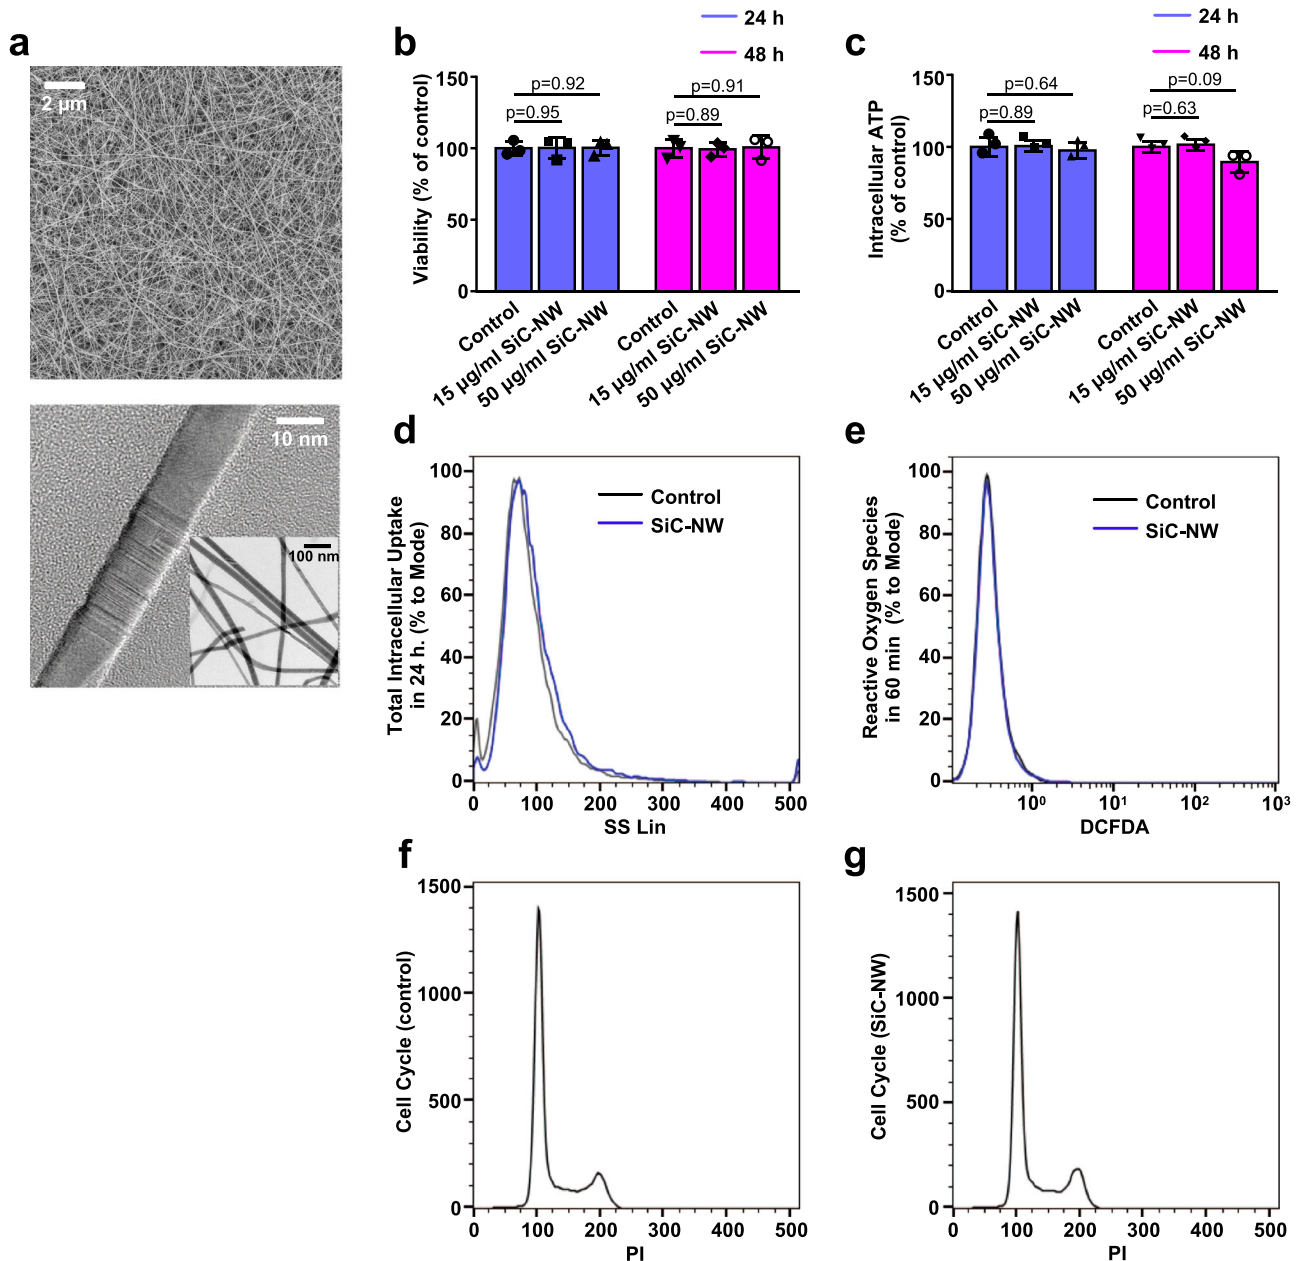 a
2 µm
10 nm
100 nm
b
24 h
48 h
Viability (% of control)
150
100
50
0
p=0.92
p=0.95
p=0.91
p=0.89
Control
15 µg/ml SiC-NW
50 µg/ml SiC-NW
Control
15 µg/ml SiC-NW
50 µg/ml SiC-NW
c
24 h
48 h
Intracellular ATP
(% of control)
150
100
50
0
p=0.64
p=0.89
p=0.09
p=0.63
Control
15 µg/ml SiC-NW
50 µg/ml SiC-NW
Control
15 µg/ml SiC-NW
50 µg/ml SiC-NW
d
Total Intracellular Uptake
in 24 h. (% to Mode)
100
80
60
40
20
0
Control
SiC-NW
0 100 200 300 400 500
SS Lin
e
Reactive Oxygen Species
in 60 min (% to Mode)
100
80
60
40
20
0
Control
SiC-NW
10⁰ 10¹ 10² 10³
DCFDA
f
Cell Cycle (control)
1500
1000
500
0
0 100 200 300 400 500
PI
g
Cell Cycle (SiC-NW)
1500
1000
500
0
0 100 200 300 400 500
PI